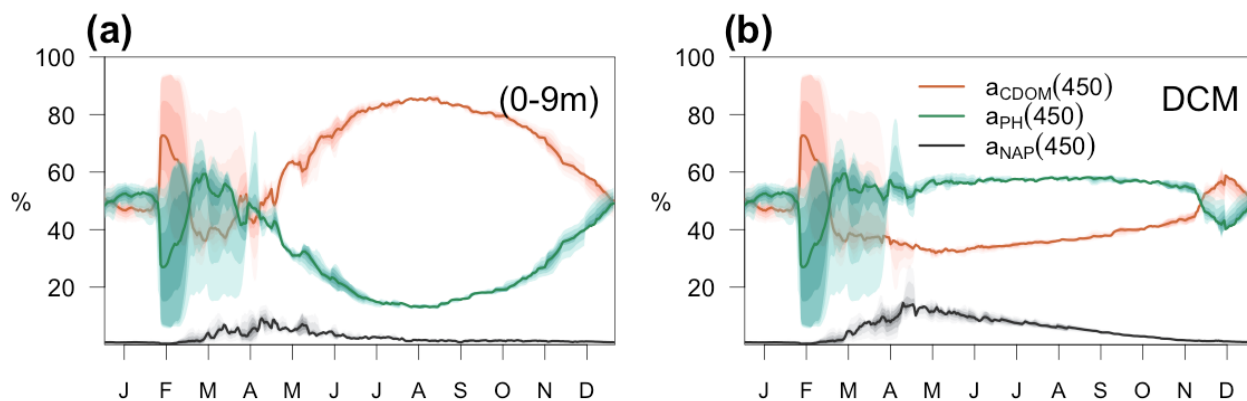 (a)
100
80
60
%
40
20
(0-9m)
J F M A M J J A S O N D
(b)
100
80
60
%
40
20
aCDOM(450)
aPH(450)
aNAP(450)
DCM
J F M A M J J A S O N D